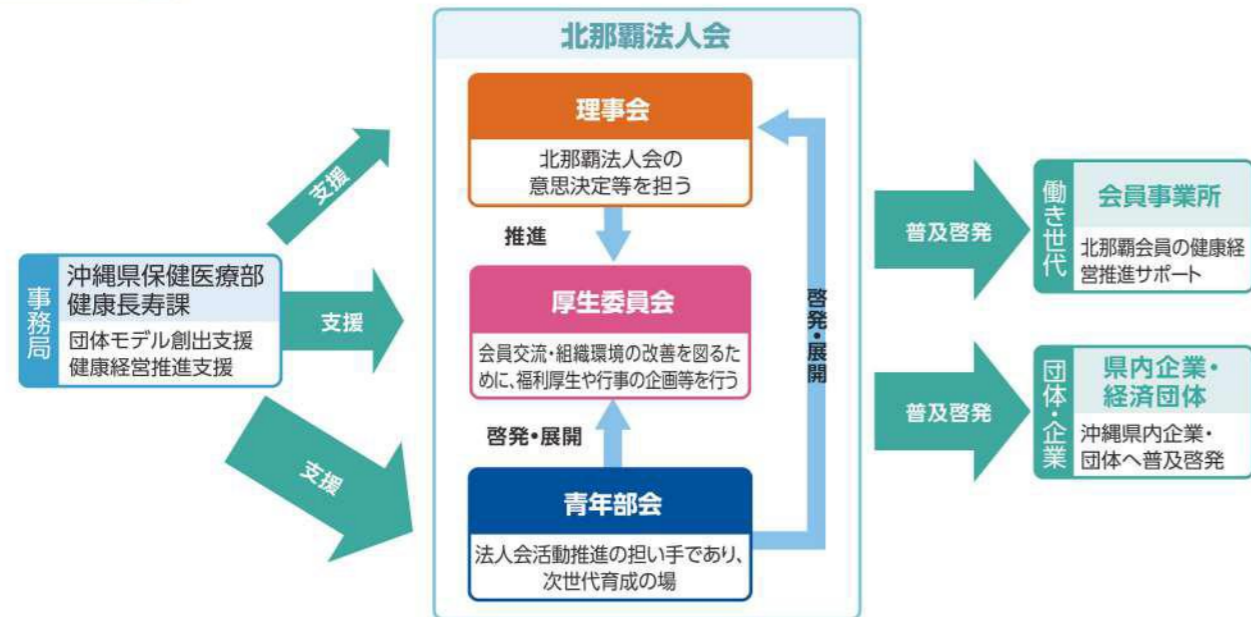 北那覇法人会
理事会
北那覇法人会の
意思決定等を担う
推進
厚生委員会
会員交流・組織環境の改善を図るた
めに、福利厚生や行事の企画等を行う
啓発・展開
青年部会
法人会活動推進の担い手であり、
次世代育成の場
啓発・展開
事務局
沖縄県保健医療部
健康長寿課
団体モデル創出支援
健康経営推進支援
支援
支援
支援
普及啓発
働き世代
会員事業所
北那覇会員の健康経
営推進サポート
普及啓発
団体・企業
県内企業・
経済団体
沖縄県内企業・
団体へ普及啓発